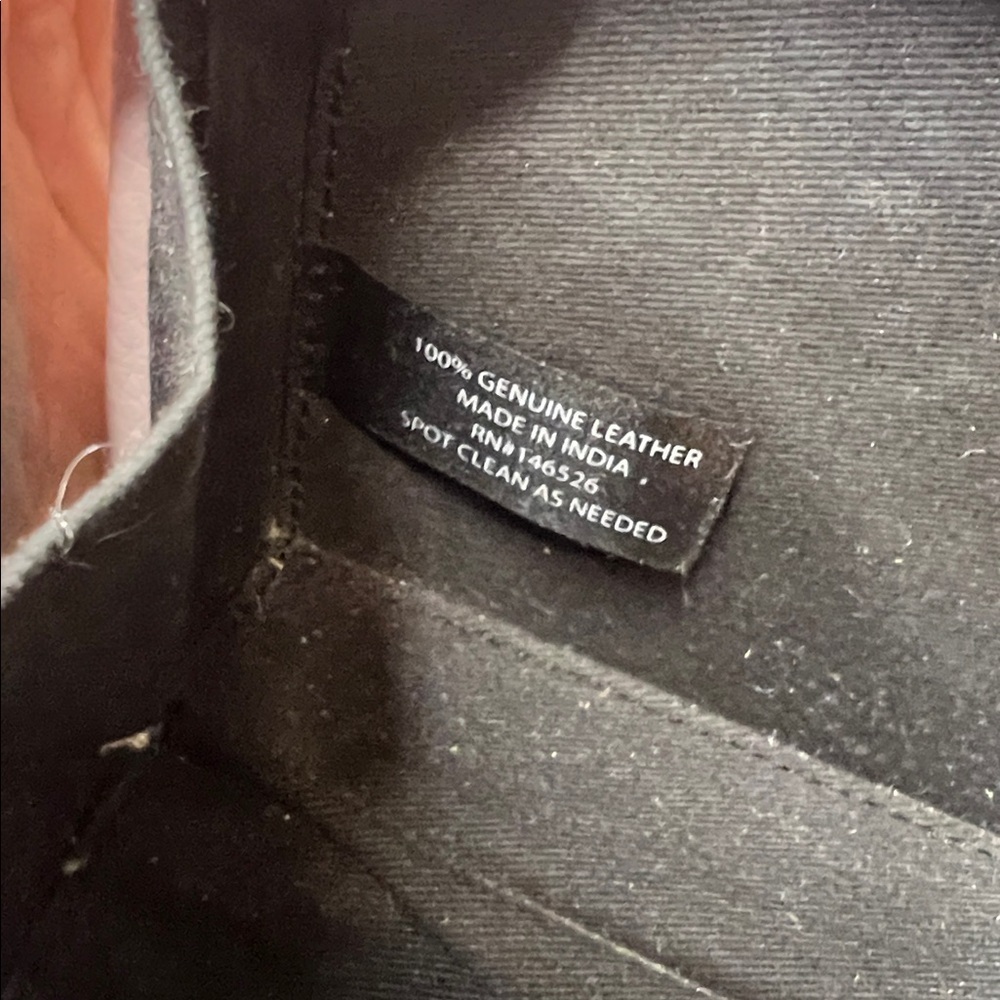 100% GENUINE LEATHER
MADE IN INDIA
RN#146526
SPOT CLEAN AS NEEDED